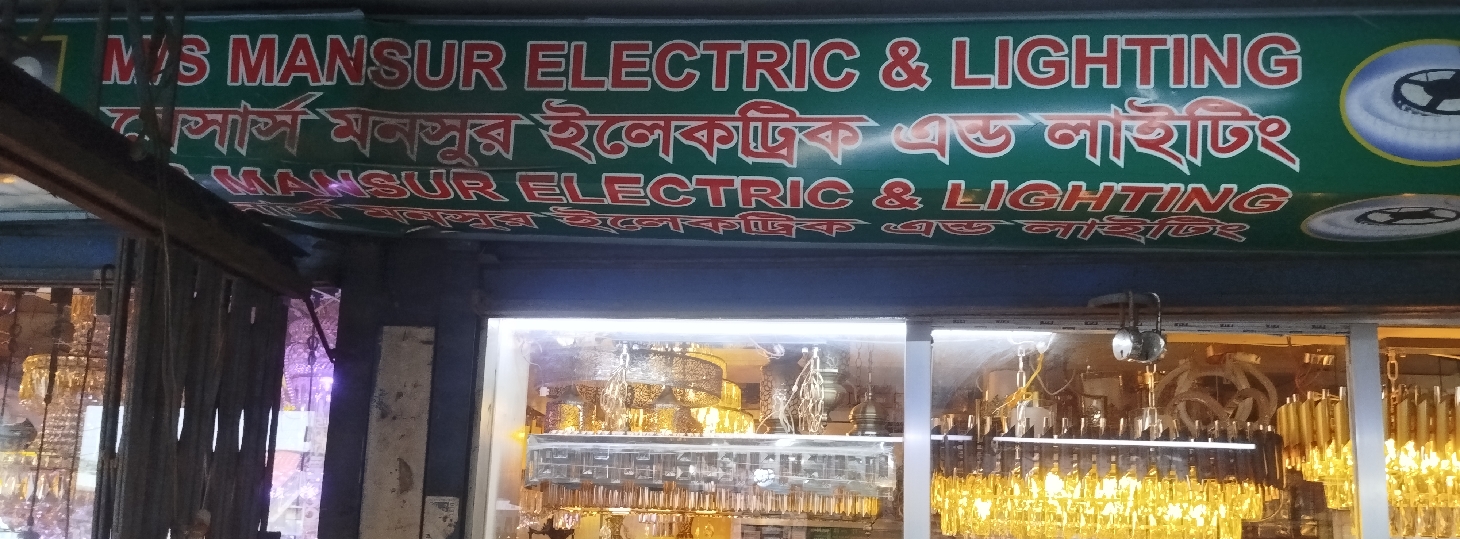 M/S MANSUR ELECTRIC & LIGHTING
মেসার্স মনসুর ইলেকট্রিক এন্ড লাইটিং
MANSUR ELECTRIC & LIGHTING
মনসুর ইলেকট্রিক এন্ড লাইটিং